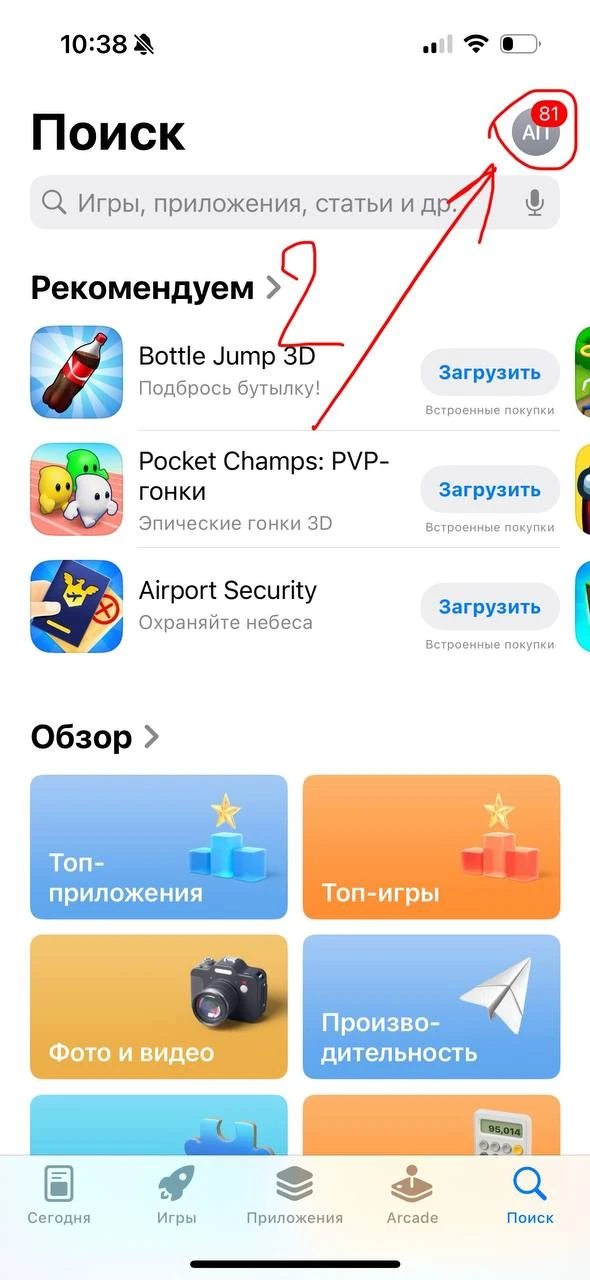 10:38
Поиск
81
АП
Игры, приложения, статьи и др.
2
Рекомендуем
Bottle Jump 3D
Подбрось бутылку!
Загрузить
Встроенные покупки
Pocket Champs: PVP-
гонки
Эпические гонки 3D
Загрузить
Встроенные покупки
Airport Security
Охраняйте небеса
Загрузить
Встроенные покупки
Обзор
Топ-
приложения
Топ-игры
Фото и видео
Произво-
дительность
95,014
Сегодня
Игры
Приложения
Arcade
Поиск